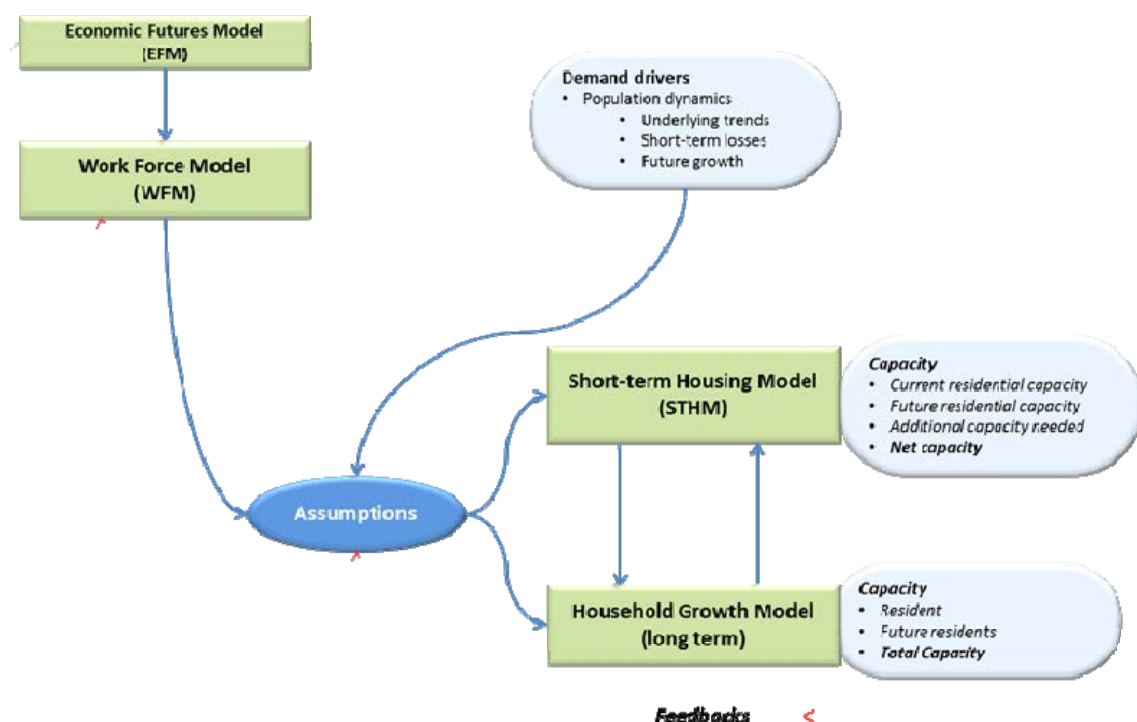 Economic Futures Model
(EFM)
Work Force Model
(WFM)
Demand drivers
• Population dynamics
• Underlying trends
• Short-term losses
• Future growth
Assumptions
Short-term Housing Model
(STHM)
Capacity
• Current residential capacity
• Future residential capacity
• Additional capacity needed
• Net capacity
Household Growth Model
(long term)
Capacity
• Resident
• Future residents
• Total Capacity
Feedbacks